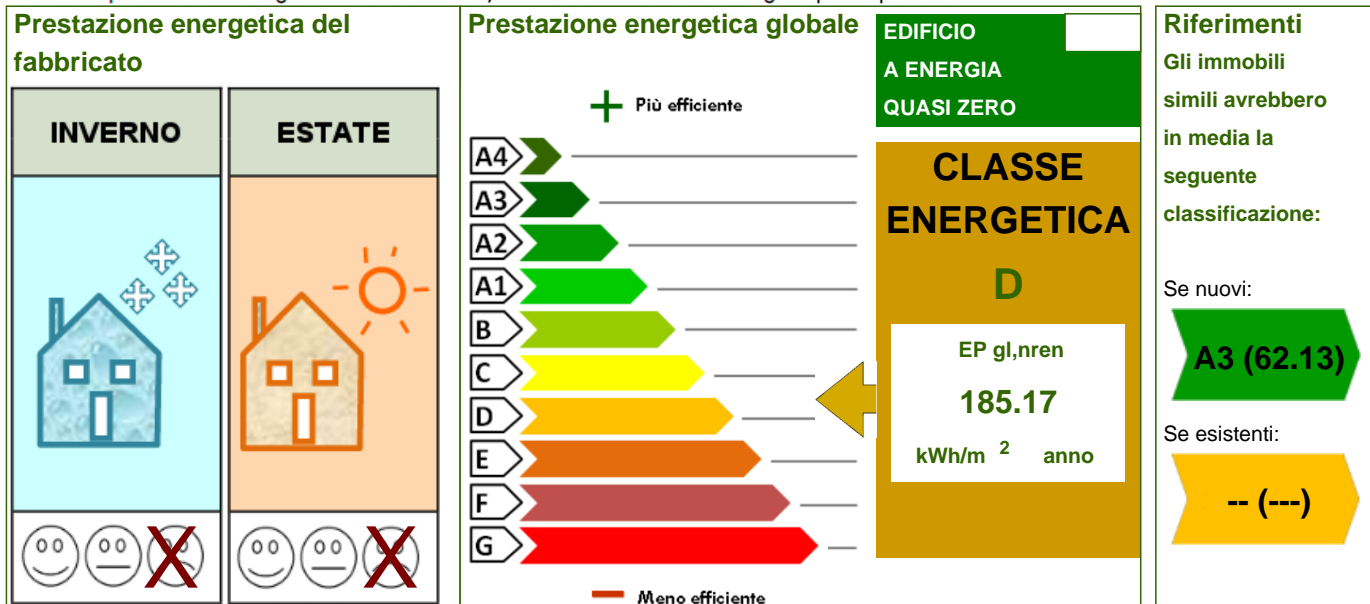 Prestazione energetica del
fabbricato
INVERNO
ESTATE
Prestazione energetica globale
Più efficiente
A4
A3
A2
A1
B
C
D
E
F
G
Meno efficiente
EDIFICIO
A ENERGIA
QUASI ZERO
CLASSE
ENERGETICA
D
EP gl,nren
185.17
kWh/m 2 anno
Riferimenti
Gli immobili
simili avrebbero
in media la
seguente
classificazione:
Se nuovi:
A3 (62.13)
Se esistenti:
-- (---)